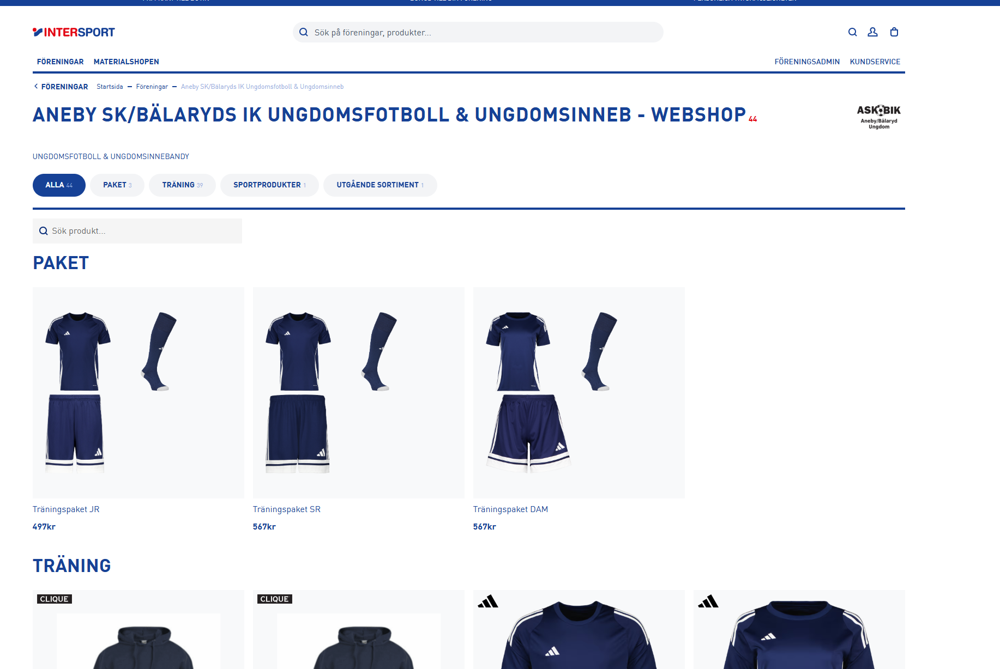 INTERSPORT
Sök på föreningar, produkter...
FÖRENINGAR MATERIALSHOPEN FÖRENINGSADMIN KUNDSERVICE
FÖRENINGAR Startsida – Föreningar – Aneby SK/Bälaryds IK Ungdomsfotboll & Ungdomsinneb
ANEBY SK/BÄLARYDS IK UNGDOMSFOTBOLL & UNGDOMSINNEB - WEBSHOP 44
ASK BIK
Aneby/Bälaryd
Ungdom
UNGDOMSFOTBOLL & UNGDOMSINNEBANDY
ALLA 44 PAKET 3 TRÄNING 39 SPORTPRODUKTER 1 UTGÅENDE SORTIMENT 1
Sök produkt...
PAKET
Träningspaket JR Träningspaket SR Träningspaket DAM
497kr 567kr 567kr
TRÄNING
CLIQUE CLIQUE